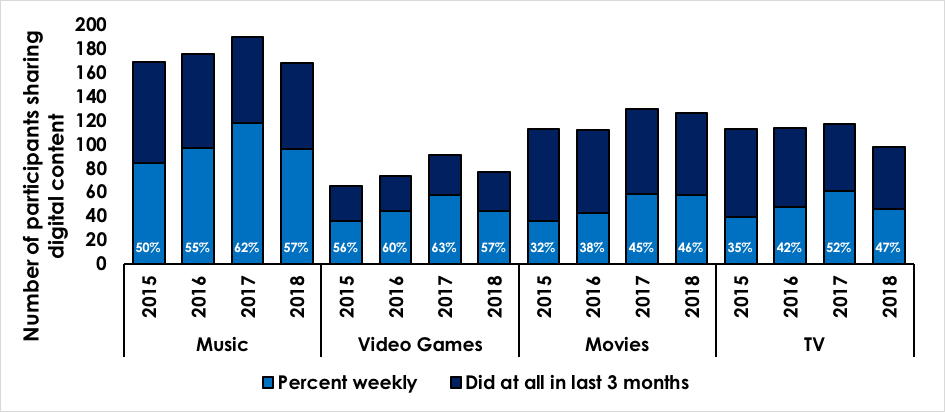 Number of participants sharing
digital content
200
180
160
140
120
100
80
60
40
20
0
50% 55% 62% 57% 56% 60% 63% 57% 32% 38% 45% 46% 35% 42% 52% 47%
2015 2016 2017 2018 2015 2016 2017 2018 2015 2016 2017 2018 2015 2016 2017 2018
Music Video Games Movies TV
Percent weekly Did at all in last 3 months